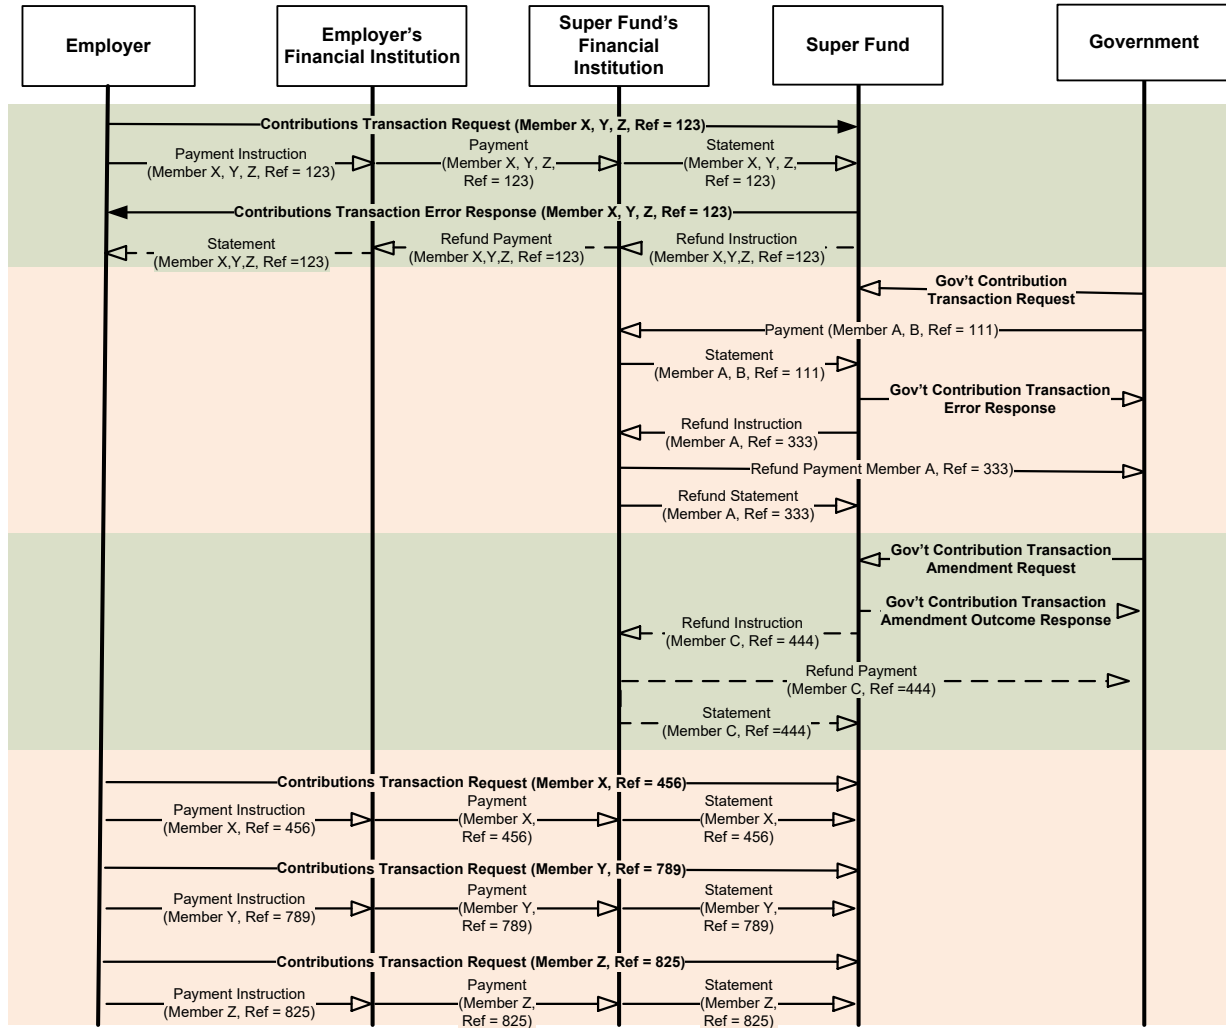 Employer
Employer's
Financial Institution
Super Fund's
Financial
Institution
Super Fund
Government
Contributions Transaction Request (Member X, Y, Z, Ref = 123)
Payment Instruction
(Member X, Y, Z, Ref = 123)
Payment
(Member X, Y, Z,
Ref = 123)
Statement
(Member X, Y, Z,
Ref = 123)
Contributions Transaction Error Response (Member X, Y, Z, Ref = 123)
Statement
(Member X,Y,Z, Ref =123)
Refund Payment
(Member X,Y,Z, Ref =123)
Refund Instruction
(Member X,Y,Z, Ref =123)
Gov't Contribution
Transaction Request
Payment (Member A, B, Ref = 111)
Statement
(Member A, B, Ref = 111)
Gov't Contribution Transaction
Error Response
Refund Instruction
(Member A, Ref = 333)
Refund Payment Member A, Ref = 333)
Refund Statement
(Member A, Ref = 333)
Gov't Contribution Transaction
Amendment Request
Gov't Contribution Transaction
Amendment Outcome Response
Refund Instruction
(Member C, Ref = 444)
Refund Payment
(Member C, Ref =444)
Statement
(Member C, Ref =444)
Contributions Transaction Request (Member X, Ref = 456)
Payment Instruction
(Member X, Ref = 456)
Payment
(Member X,
Ref = 456)
Statement
(Member X,
Ref = 456)
Contributions Transaction Request (Member Y, Ref = 789)
Payment Instruction
(Member Y, Ref = 789)
Payment
(Member Y,
Ref = 789)
Statement
(Member Y,
Ref = 789)
Contributions Transaction Request (Member Z, Ref = 825)
Payment Instruction
(Member Z, Ref = 825)
Payment
(Member Z,
Ref = 825)
Statement
(Member Z,
Ref = 825)